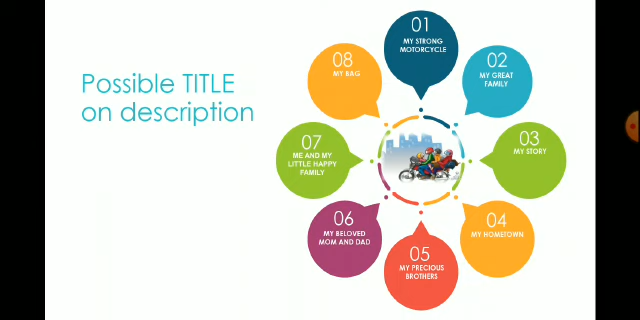 Possible TITLE
on description
01
MY STRONG
MOTORCYCLE
02
MY GREAT
FAMILY
03
MY STORY
04
MY HOMETOWN
05
MY PRECIOUS
BROTHERS
06
MY BELOVED
MOM AND DAD
07
ME AND MY
LITTLE HAPPY
FAMILY
08
MY BAG